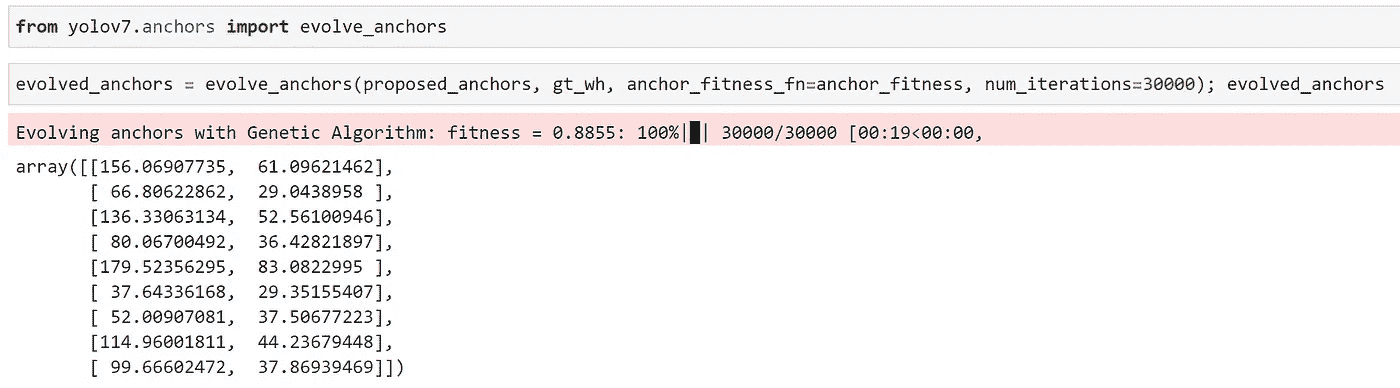 from yolov7.anchors import evolve_anchors
evolved_anchors = evolve_anchors(proposed_anchors, gt_wh, anchor_fitness_fn=anchor_fitness, num_iterations=30000); evolved_anchors
Evolving anchors with Genetic Algorithm: fitness = 0.8855: 100%|█| 30000/30000 [00:19<00:00,
array([[156.06907735,  61.09621462],
       [ 66.80622862,  29.0438958 ],
       [136.33063134,  52.56100946],
       [ 80.06700492,  36.42821897],
       [179.52356295,  83.0822995 ],
       [ 37.64336168,  29.35155407],
       [ 52.00907081,  37.50677223],
       [114.96001811,  44.23679448],
       [ 99.66602472,  37.86939469]])